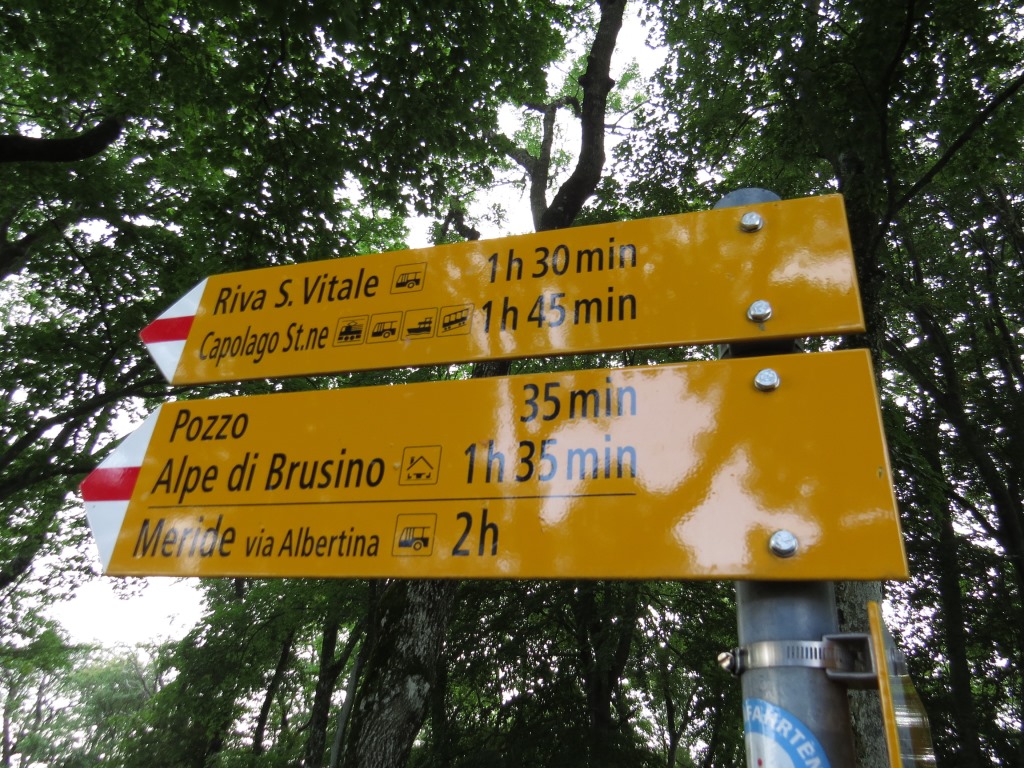 Riva S. Vitale 1h 30 min
Capolago St.ne 1h 45 min
Pozzo 35 min
Alpe di Brusino 1h 35 min
Meride via Albertina 2h
FAHRTEN